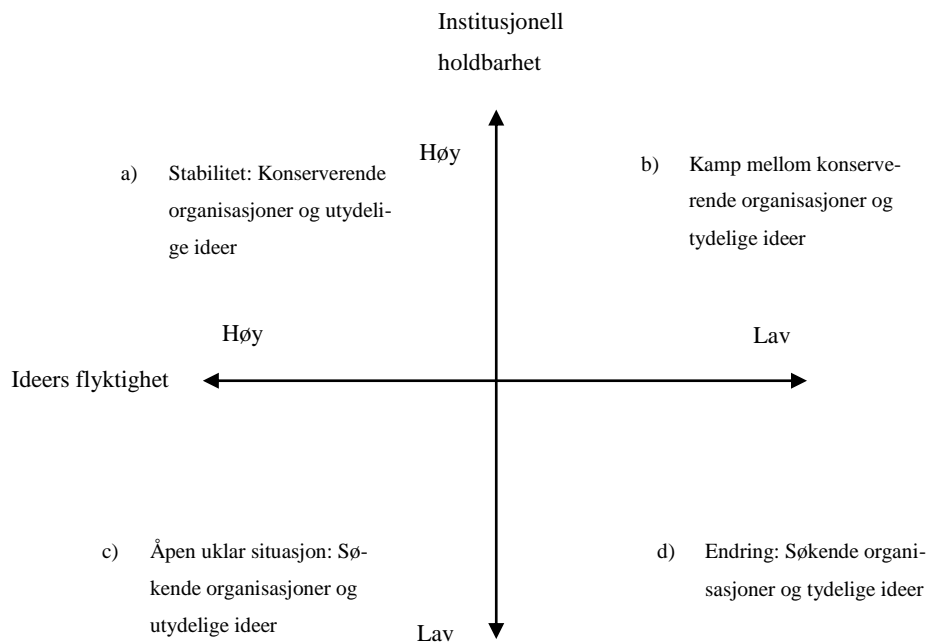 Institusjonell
holdbarhet
Høy
a) Stabilitet: Konserverende
organisasjoner og utydeli-
ge ideer
b) Kamp mellom konserve-
rende organisasjoner og
tydelige ideer
Høy
Lav
Ideers flyktighet
c) Åpen uklar situasjon: Sø-
kende organisasjoner og
utydelige ideer
d) Endring: Søkende organi-
sasjoner og tydelige ideer
Lav